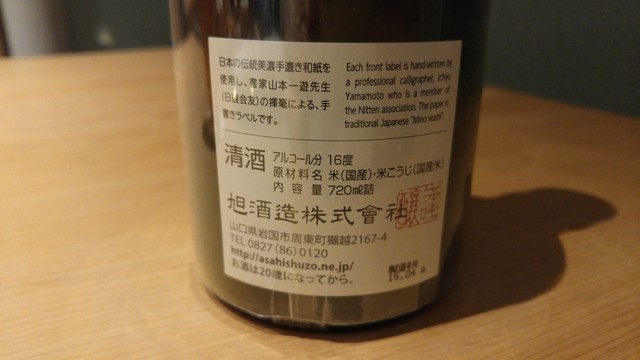 日本の伝統美濃手漉き和紙を
使用し、書家山本一遊先生
(日展会友)の揮毫による、手
書きラベルです。
Each front label is hand-written by
a professional calligrapher, Ichiyu
Yamamoto who is a member of
the Nitten association. The paper is
traditional Japanese "Mino washi"
清酒 アルコール分 16度
原材料名 米(国産)・米こうじ(国産米)
内 容 量 720ml詰
旭酒造株式會社
山口県岩国市周東町獺越2167-4
TEL 0827(86)0120
http://asahishuzo.ne.jp/
お酒は20歳になってから。
15.04